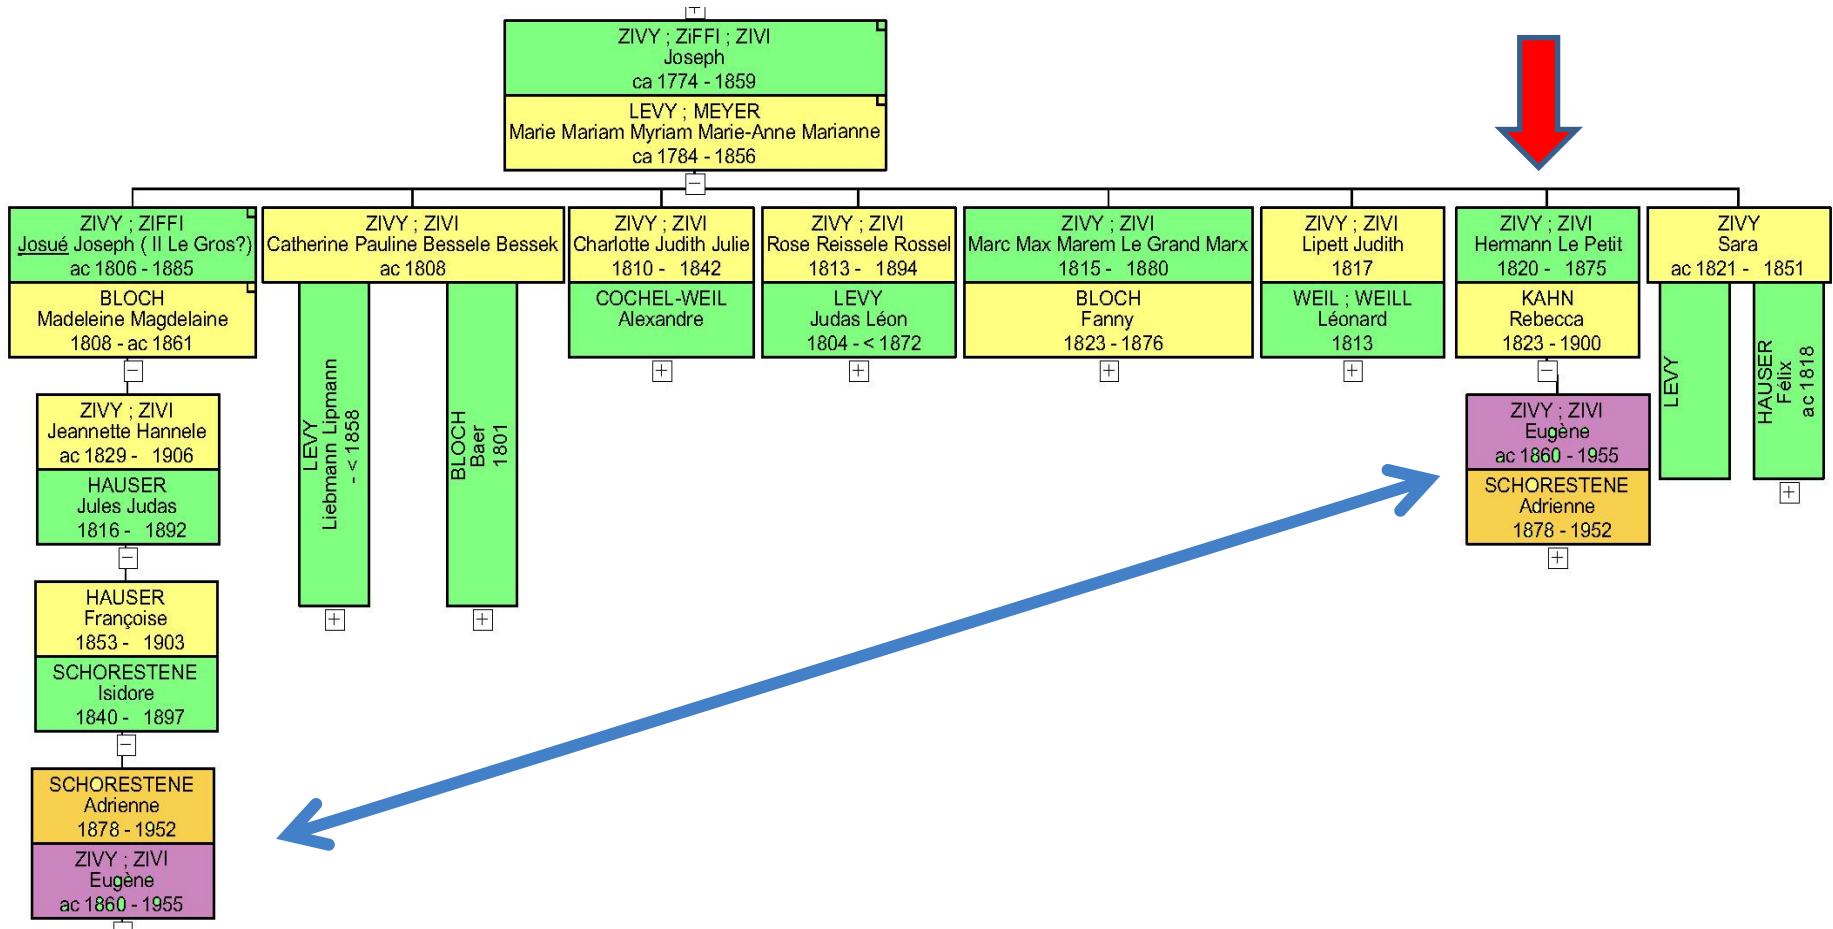 ZIVY ; ZiFFI ; ZIVI
Joseph
ca 1774 - 1859
LEVY ; MEYER
Marie Mariam Myriam Marie-Anne Marianne
ca 1784 - 1856
ZIVY ; ZIFFI
Josué Joseph ( II Le Gros?)
ac 1806 - 1885
BLOCH
Madeleine Magdelaine
1808 - ac 1861
ZIVY ; ZIVI
Catherine Pauline Bessele Bessek
ac 1808
LEVY
Liebmann Lipmann
- < 1858
BLOCH
Baer
1801
ZIVY ; ZIVI
Charlotte Judith Julie
1810 - 1842
COCHEL-WEIL
Alexandre
ZIVY ; ZIVI
Rose Reissele Rossel
1813 - 1894
LEVY
Judas Léon
1804 - < 1872
ZIVY ; ZIVI
Marc Max Marem Le Grand Marx
1815 - 1880
BLOCH
Fanny
1823 - 1876
ZIVY ; ZIVI
Lipett Judith
1817
WEIL ; WEILL
Léonard
1813
ZIVY ; ZIVI
Hermann Le Petit
1820 - 1875
KAHN
Rebecca
1823 - 1900
ZIVY
Sara
ac 1821 - 1851
LEVY
HAUSER
Félix
ac 1818
ZIVY ; ZIVI
Jeannette Hannele
ac 1829 - 1906
HAUSER
Jules Judas
1816 - 1892
ZIVY ; ZIVI
Eugène
ac 1860 - 1955
SCHORESTENE
Adrienne
1878 - 1952
HAUSER
Françoise
1853 - 1903
SCHORESTENE
Isidore
1840 - 1897
SCHORESTENE
Adrienne
1878 - 1952
ZIVY ; ZIVI
Eugène
ac 1860 - 1955